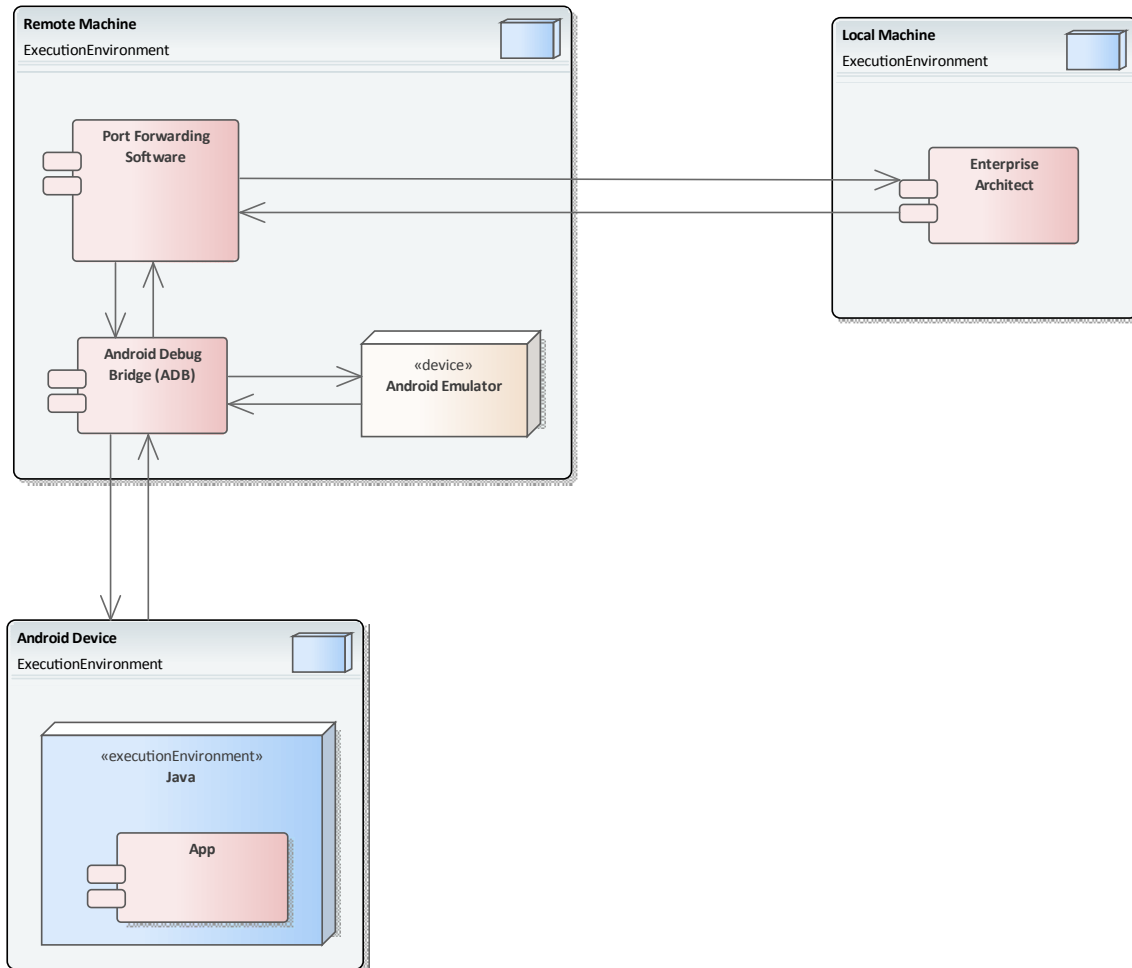 Remote Machine
ExecutionEnvironment
Local Machine
ExecutionEnvironment
Port Forwarding
Software
Enterprise
Architect
Android Debug
Bridge (ADB)
«device»
Android Emulator
Android Device
ExecutionEnvironment
«executionEnvironment»
Java
App